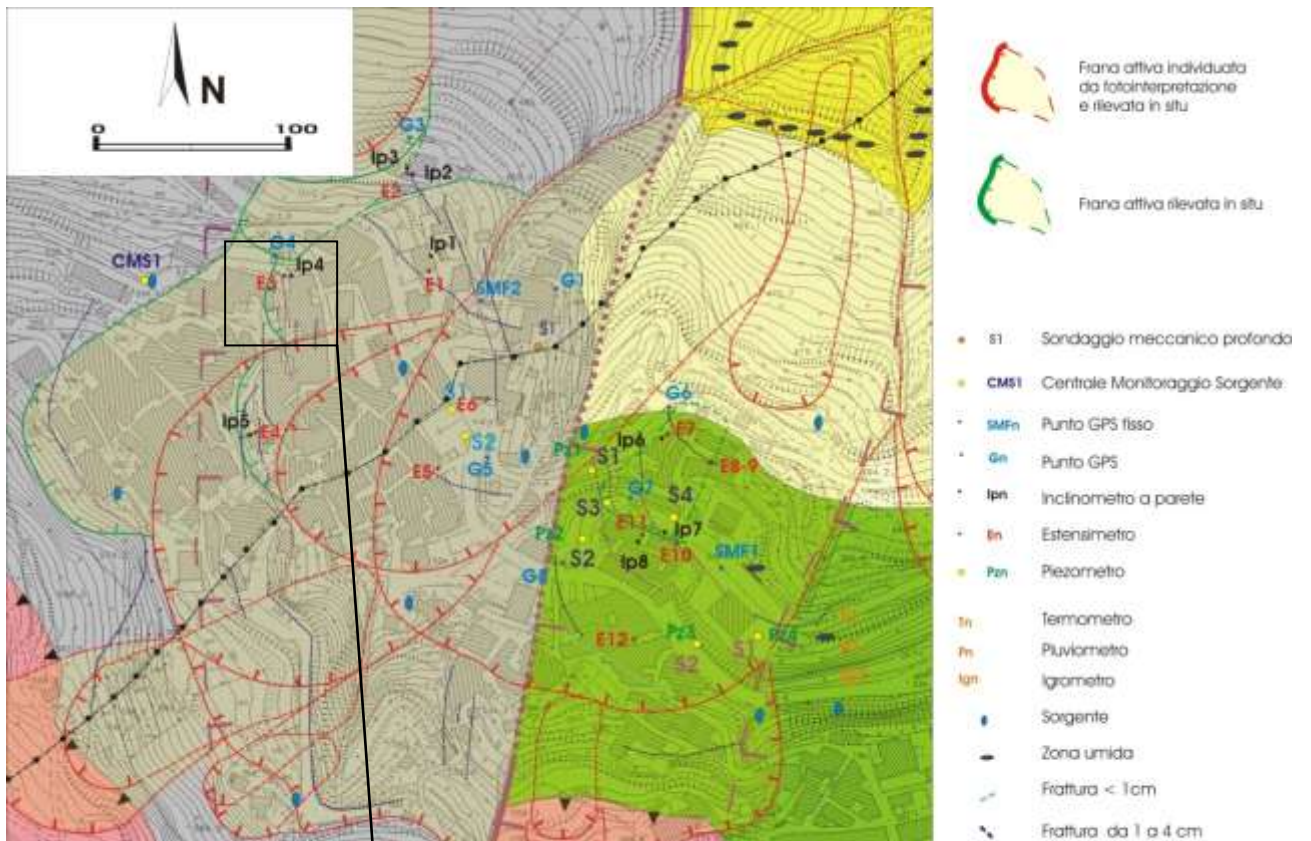 N
0 100
G3
Ip3
Ip2
E2
G4
Ip4
E3
Ip1
E1
CMS1
SMF2
G1
S1
S1
E6
S2
G5
E5
Ip5
E4
G6
Ip6
E7
Pz1
S1
E8-9
G7
S4
S3
E11
Ip7
Pz2
S2
Ip8
E10
SMF1
G8
E12
Pz3
S2
S1
Frana attiva individuata
da fotointerpretazione
e rilevata in situ
Frana attiva rilevata in situ
S1 Sondaggio meccanico profondo
CMS1 Centrale Monitoraggio Sorgente
SMFn Punto GPS fisso
Gn Punto GPS
Ipn Inclinometro a parete
En Estensimetro
Pzn Piezometro
Tn Termometro
Pn Pluviometro
Ign Igrometro
Sorgente
Zona umida
Frattura < 1cm
Frattura da 1 a 4 cm